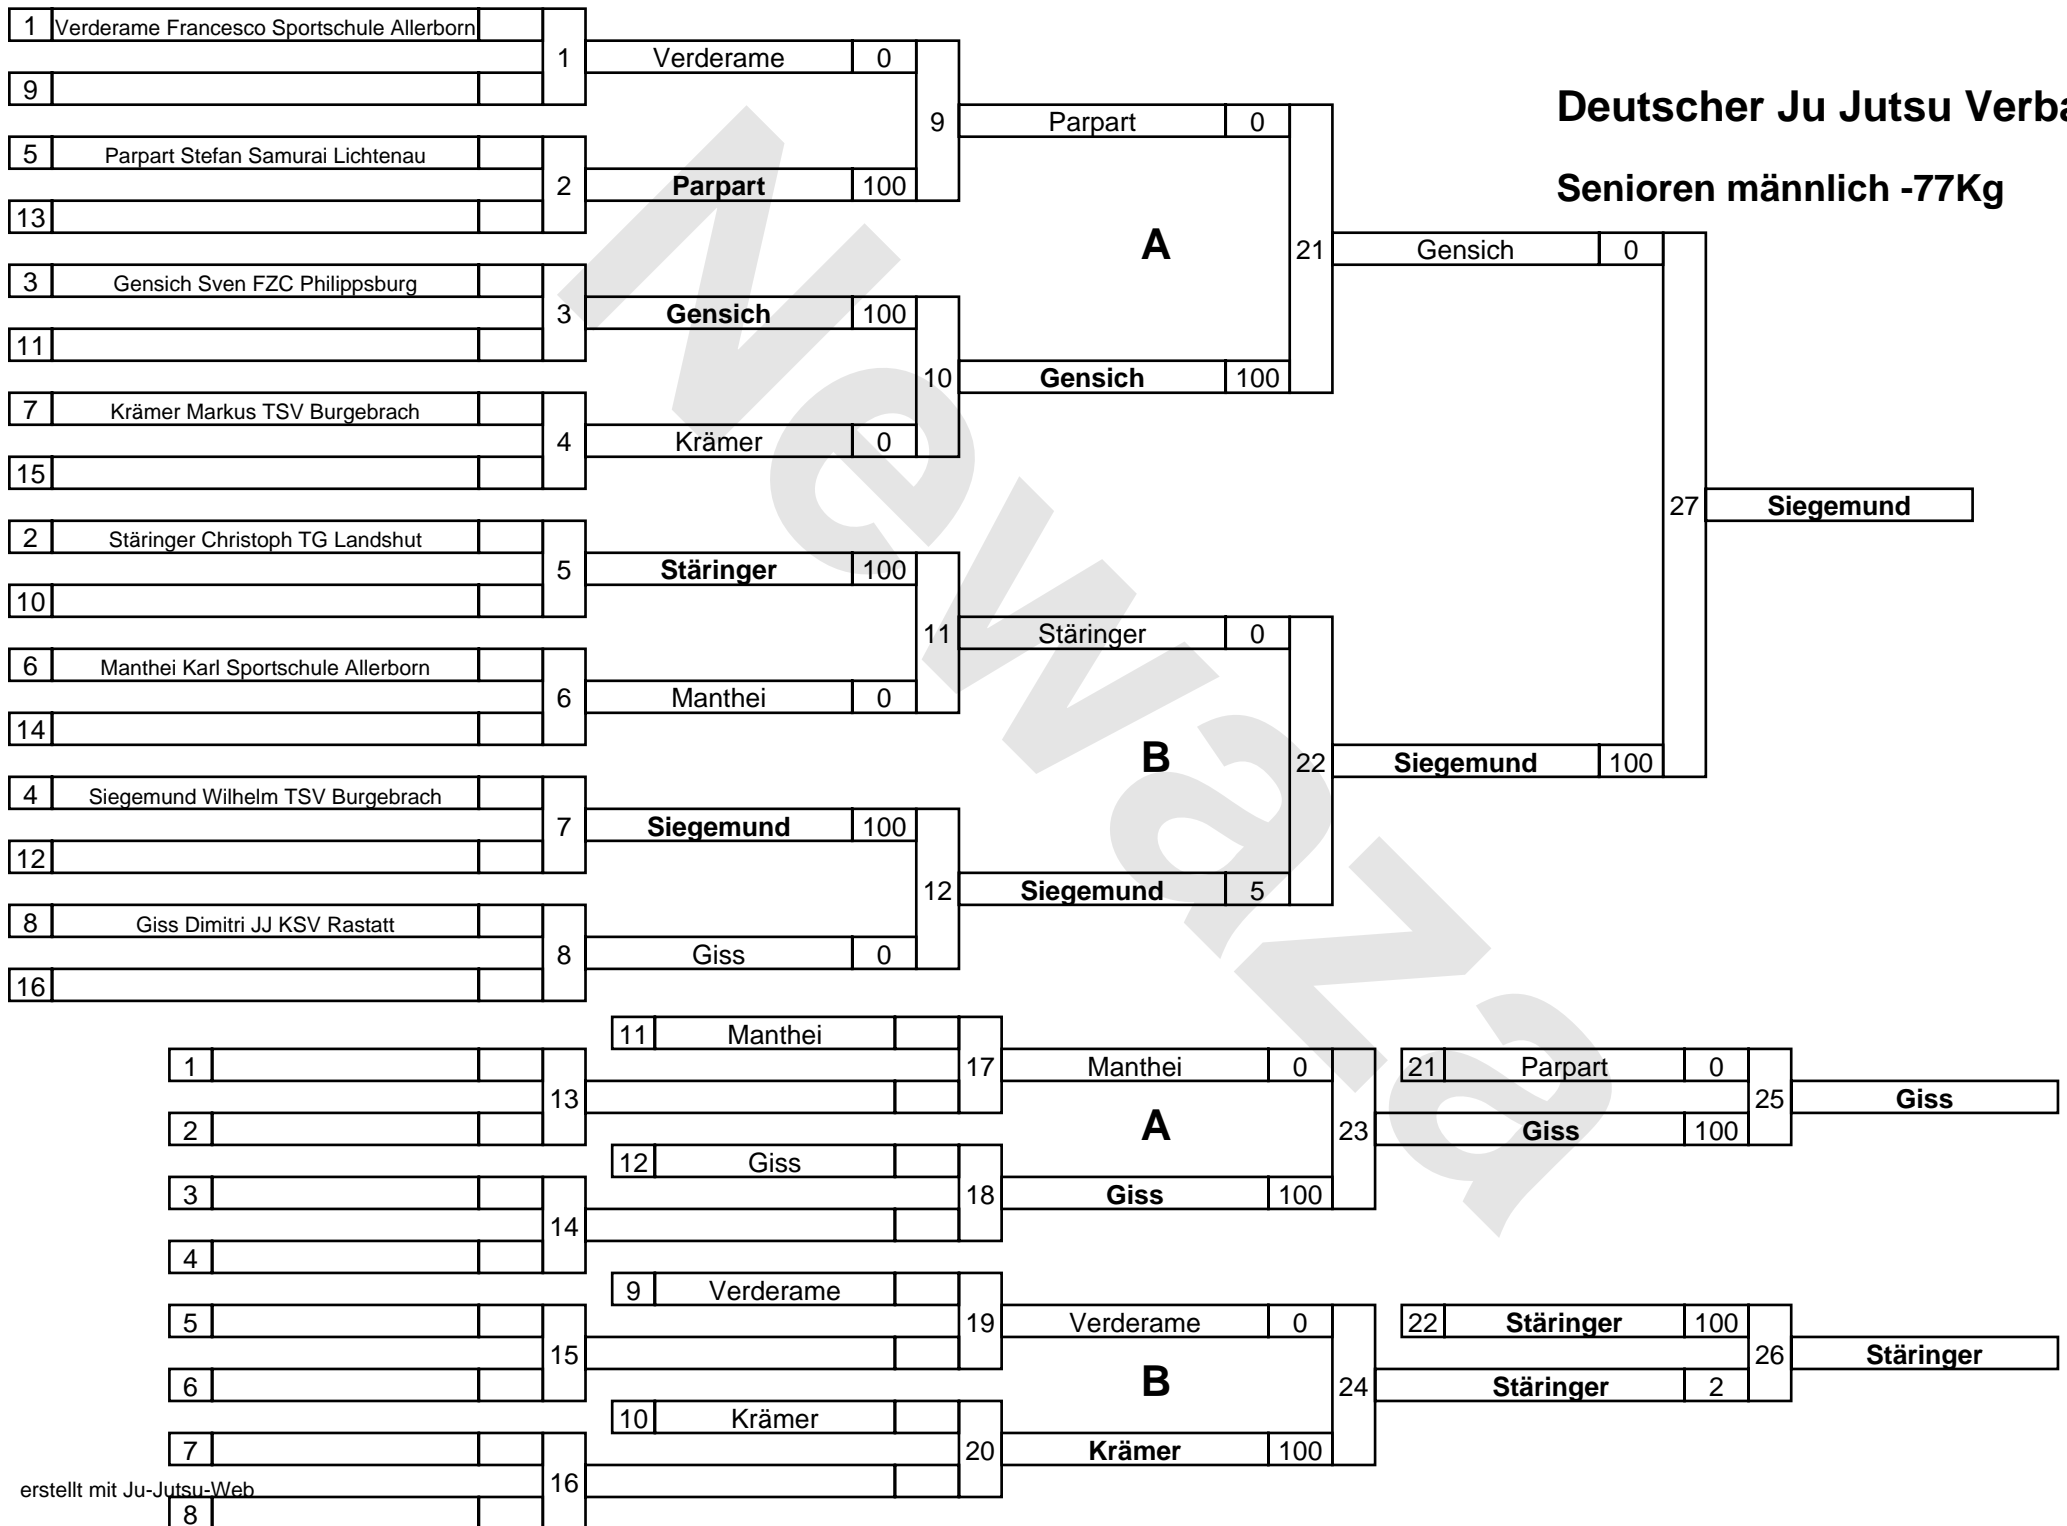 Deutscher Ju Jutsu Verba
Senioren männlich -77Kg
Newaza
1 Verderame Francesco Sportschule Allerborn
9
1
5 Parpart Stefan Samurai Lichtenau
13
2
3 Gensich Sven FZC Philippsburg
11
3
7 Krämer Markus TSV Burgebrach
15
4
2 Stäringer Christoph TG Landshut
10
5
6 Manthei Karl Sportschule Allerborn
14
6
4 Siegemund Wilhelm TSV Burgebrach
12
7
8 Giss Dimitri JJ KSV Rastatt
16
8
Verderame 0
Parpart 100
9
Gensich 100
Krämer 0
10
Stäringer 100
Manthei 0
11
Siegemund 100
Giss 0
12
Parpart 0
A
Gensich 100
21
Stäringer 0
B
Siegemund 5
22
Gensich 0
Siegemund 100
27
Siegemund
1
2
13
3
4
14
5
6
15
7
8
16
11 Manthei
17
12 Giss
18
9 Verderame
19
10 Krämer
20
Manthei 0
A
Giss 100
23
Verderame 0
B
Krämer 100
24
21 Parpart 0
Giss 100
25
Giss
22 Stäringer 100
Stäringer 2
26
Stäringer
erstellt mit Ju-Jutsu-Web